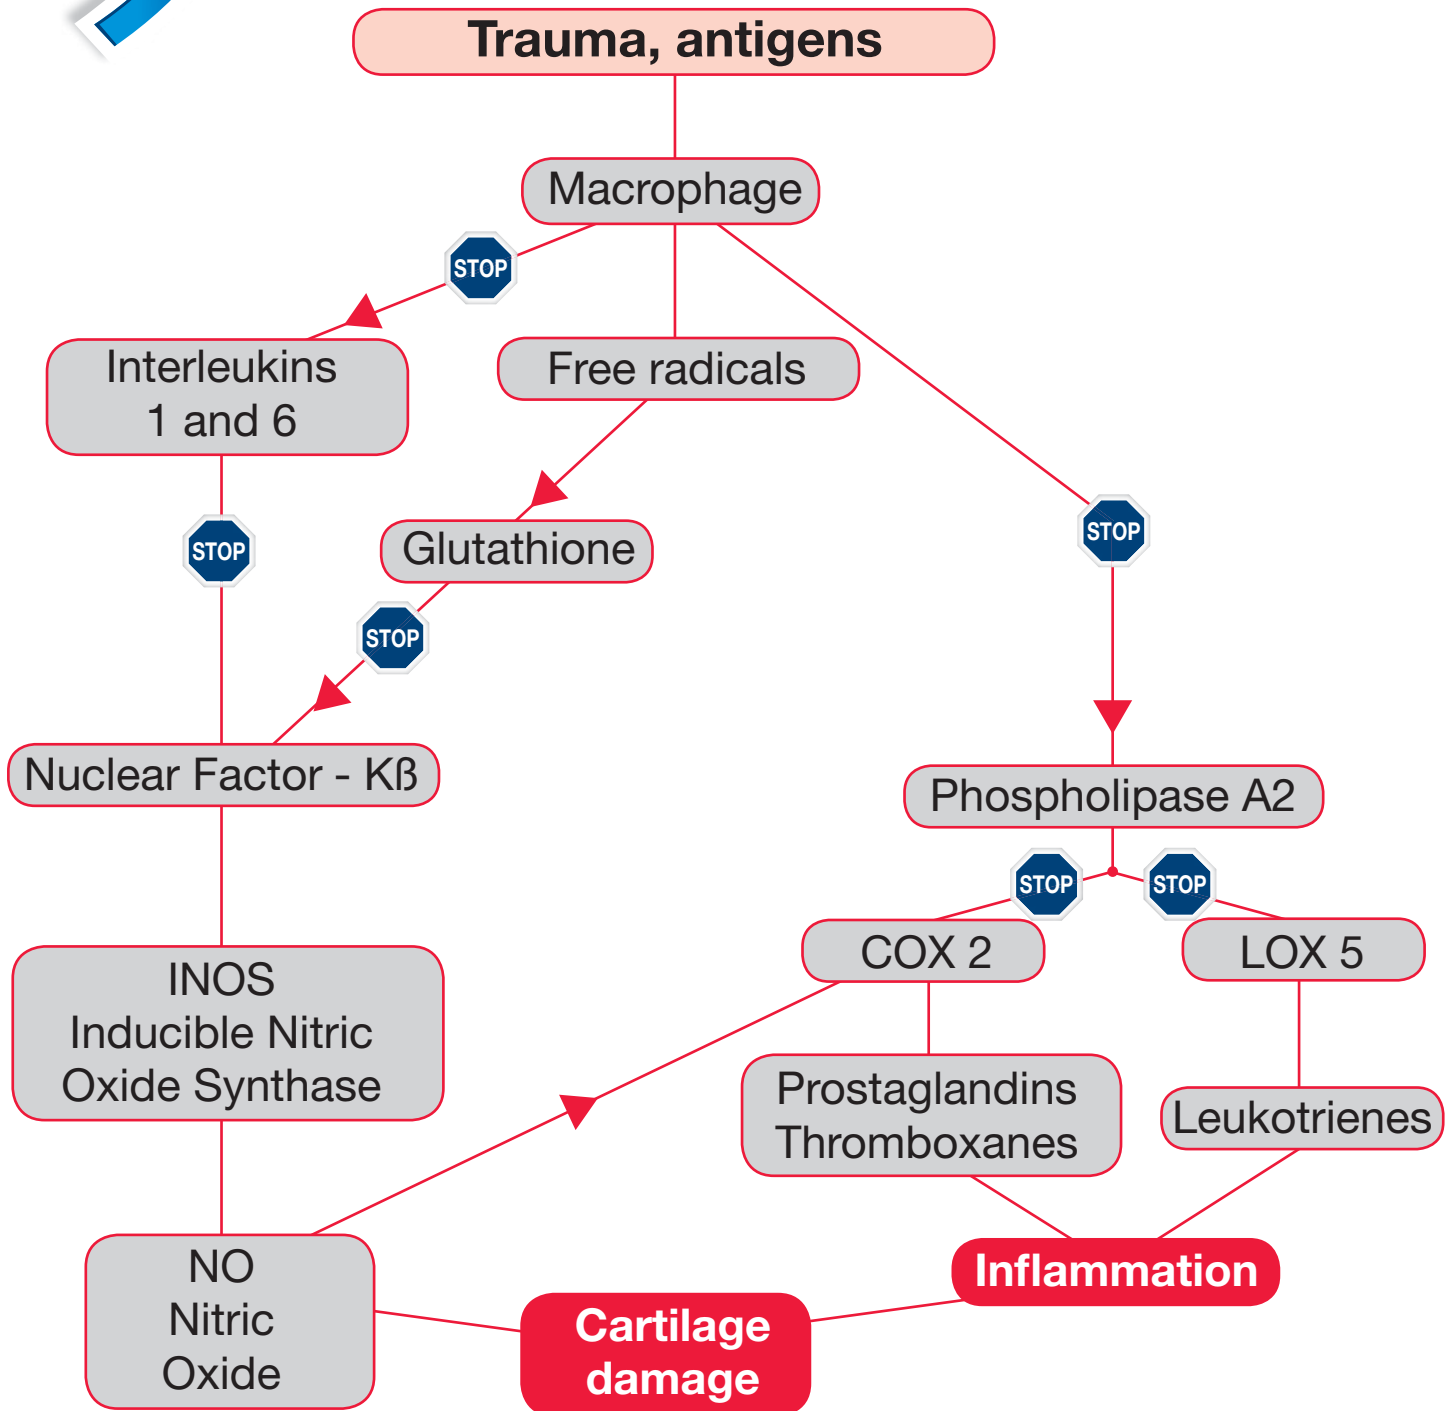 Trauma, antigens
Macrophage
STOP
Interleukins
1 and 6
Free radicals
STOP
STOP
Glutathione
STOP
Nuclear Factor - Kß
Phospholipase A2
STOP
STOP
COX 2
LOX 5
INOS
Inducible Nitric
Oxide Synthase
Prostaglandins
Thromboxanes
Leukotrienes
NO
Nitric
Oxide
Inflammation
Cartilage
damage